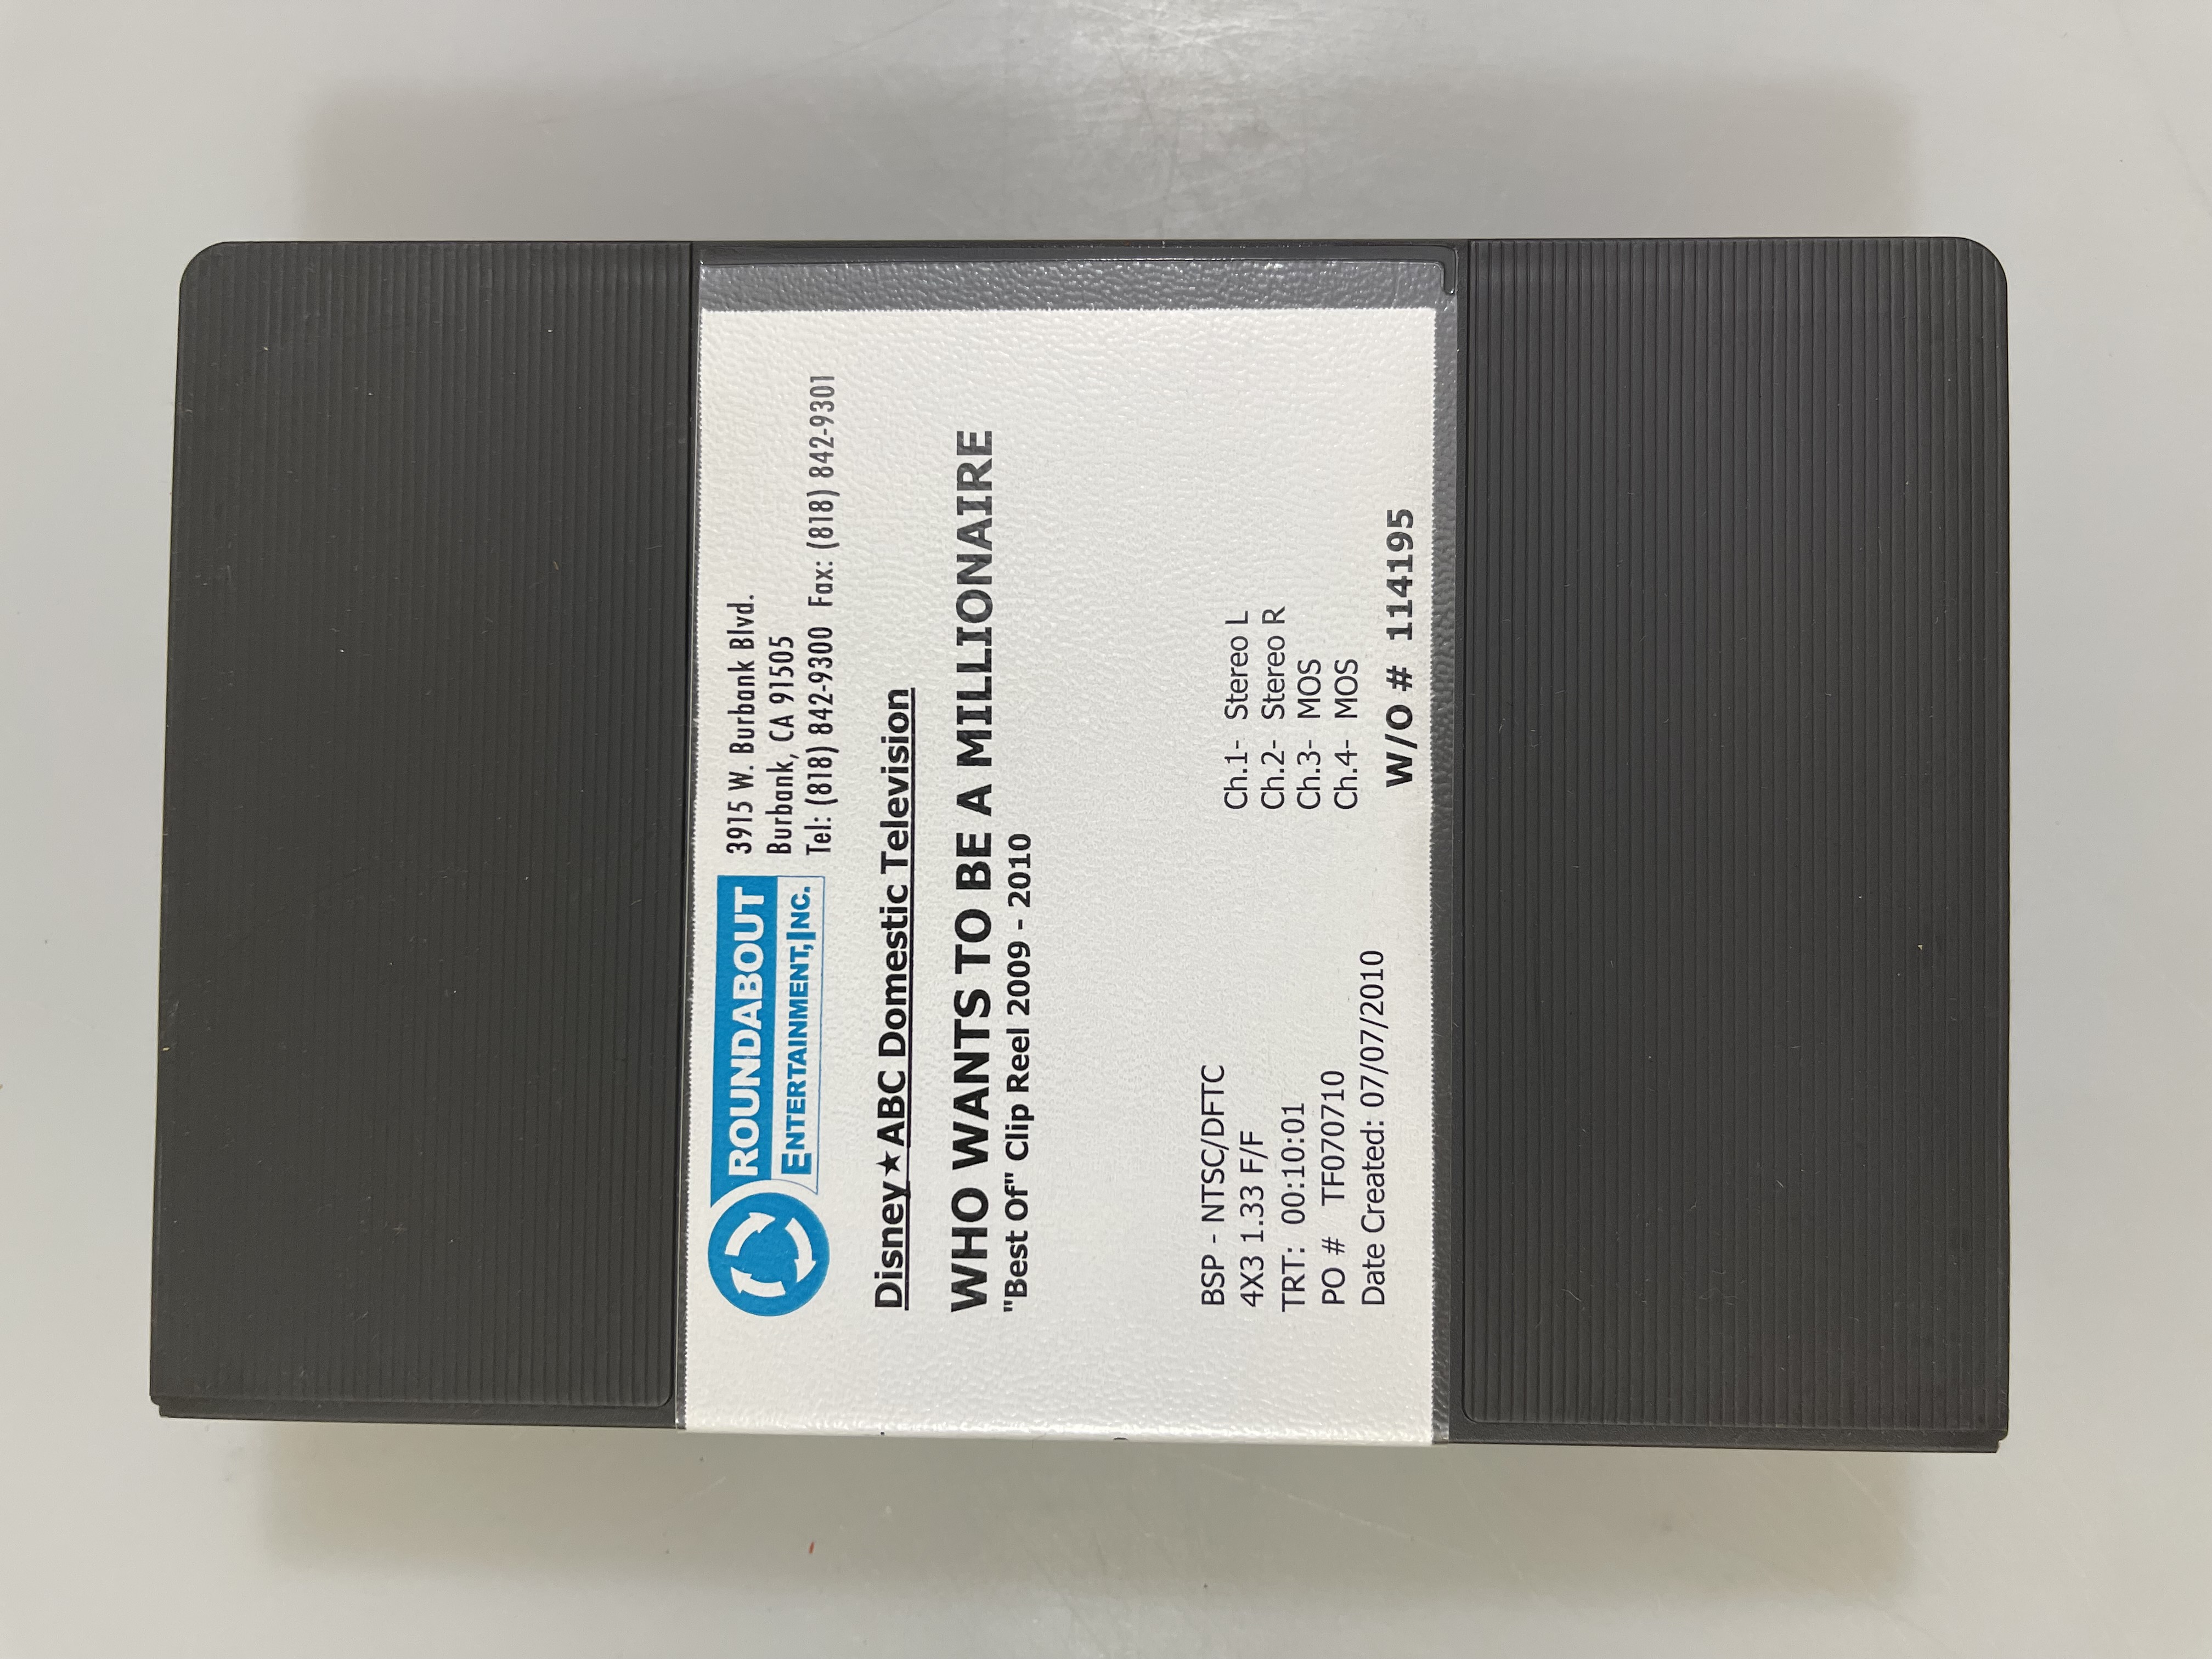 ROUNDABOUT
ENTERTAINMENT, INC.
3915 W. Burbank Blvd.
Burbank, CA 91505
Tel: (818) 842-9300 Fax: (818) 842-9301
Disney★ABC Domestic Television
WHO WANTS TO BE A MILLIONAIRE
"Best Of" Clip Reel 2009 - 2010
BSP - NTSC/DFTC
4X3 1.33 F/F
TRT: 00:10:01
PO # TF070710
Date Created: 07/07/2010
Ch.1- Stereo L
Ch.2- Stereo R
Ch.3- MOS
Ch.4- MOS
W/O # 114195